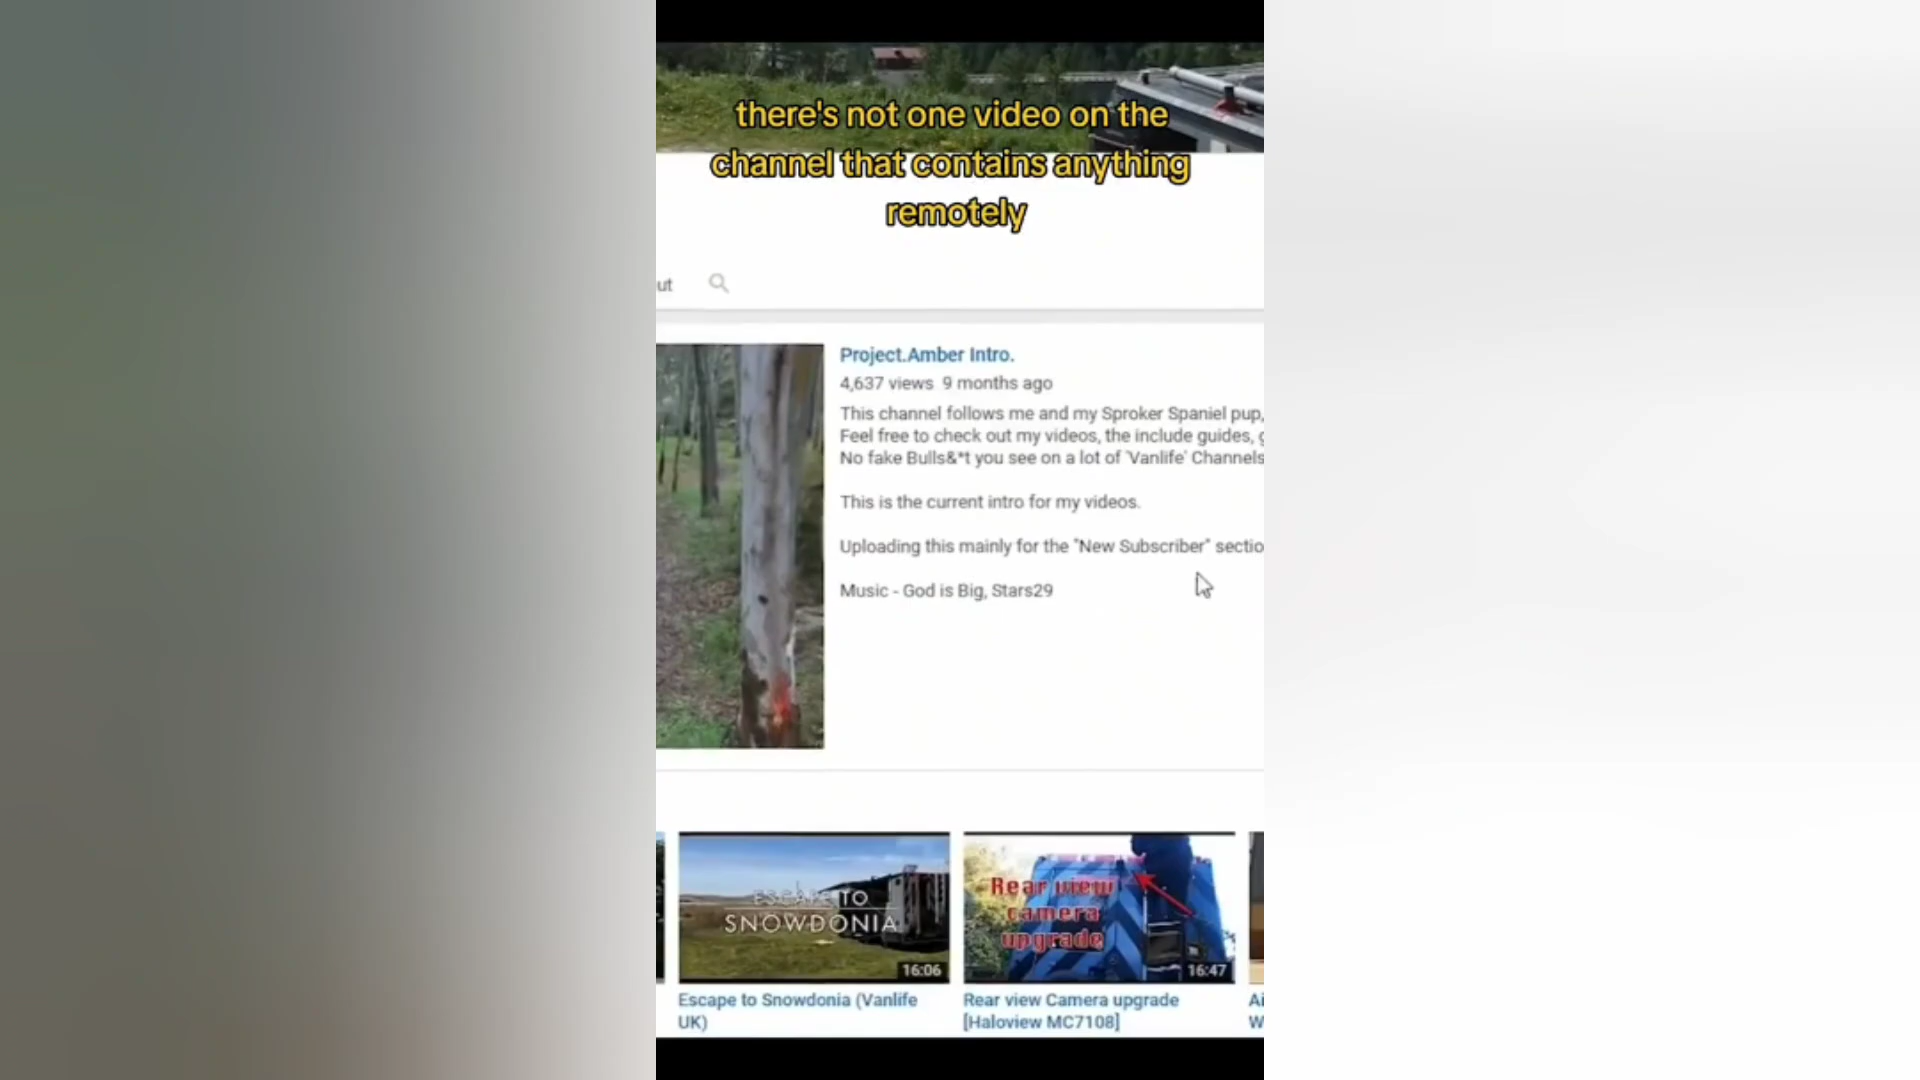 there's not one video on the
channel that contains anything
remotely
ut
Project.Amber Intro.
4,637 views 9 months ago
This channel follows me and my Sproker Spaniel pup,
Feel free to check out my videos, the include guides, g
No fake Bulls&*t you see on a lot of 'Vanlife' Channels
This is the current intro for my videos.
Uploading this mainly for the "New Subscriber" sectio
Music - God is Big, Stars29
ESCAPE TO
SNOWDONIA
16:06
Rear view
camera
upgrade
16:47
Escape to Snowdonia (Vanlife
UK)
Rear view Camera upgrade
[Haloview MC7108]
Ai
W